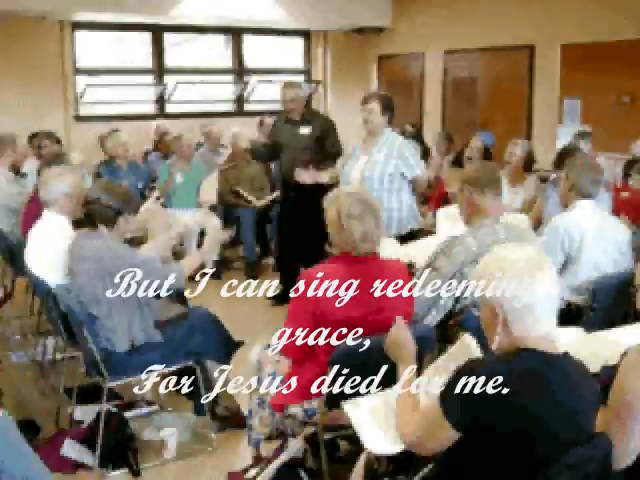 But I can sing redeeming
grace,
For Jesus died for me.